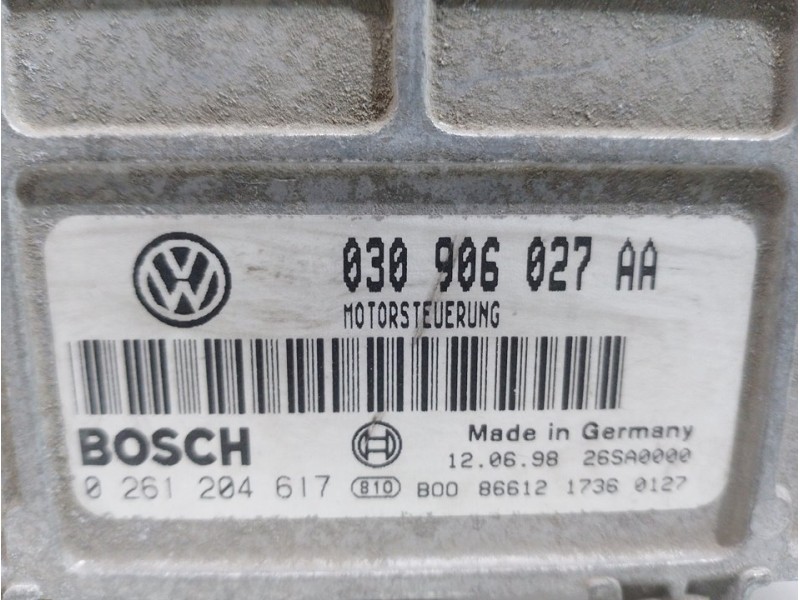 030 906 027 AA
MOTORSTEUERUNG
BOSCH
Made in Germany
12.06.98 26SA0000
0 261 204 617 810 B00 86612 1736 0127